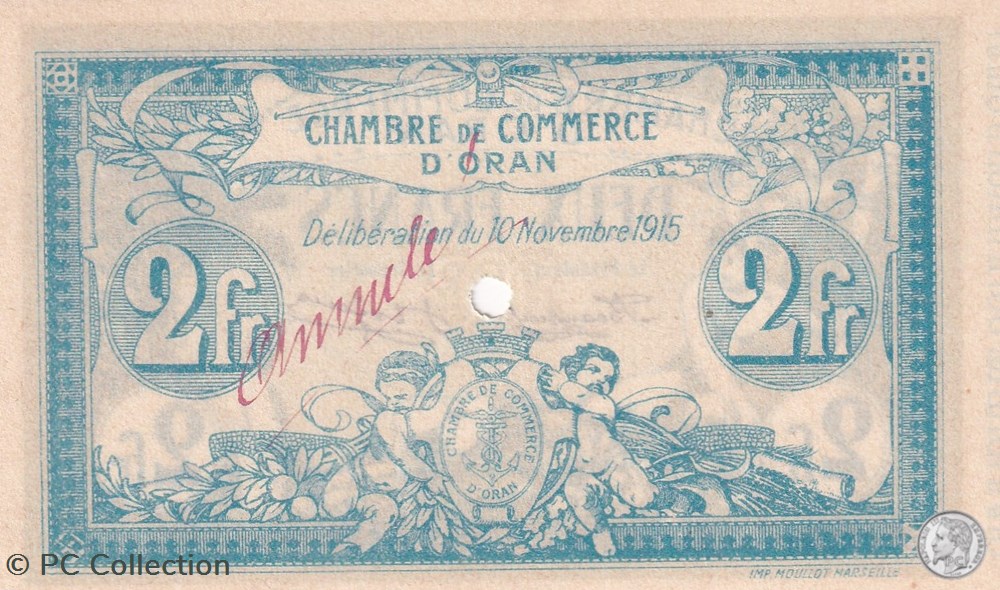 CHAMBRE DE COMMERCE
D'ORAN
Délibération du 10 Novembre 1915
Annulé
2fr
2fr
CHAMBRE DE COMMERCE
D'ORAN
© PC Collection
IMP. MOULLOT MARSEILLE